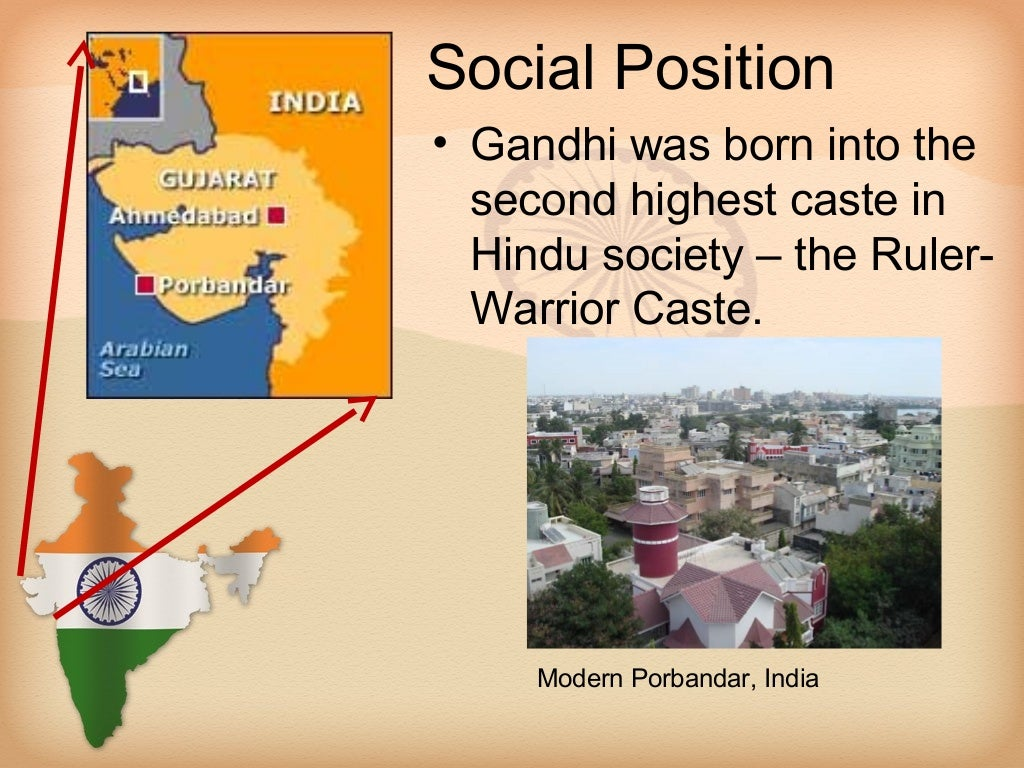 Social Position
• Gandhi was born into the
second highest caste in
Hindu society – the Ruler-
Warrior Caste.
INDIA
GUJARAT
Ahmedabad
Porbandar
Arabian
Sea
Modern Porbandar, India